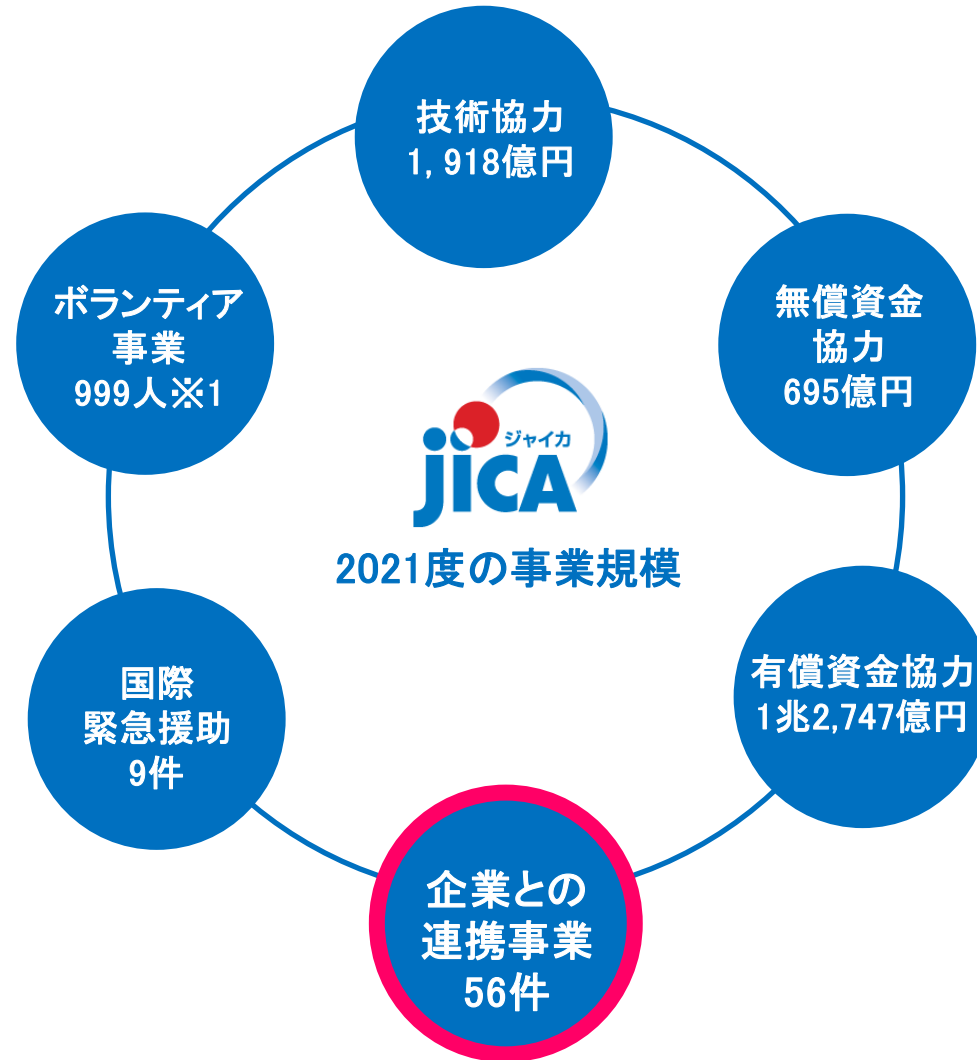 技術協力
1,918億円
無償資金
協力
695億円
ボランティア
事業
999人※1
ジャイカ
jICA
2021度の事業規模
有償資金協力
1兆2,747億円
国際
緊急援助
9件
企業との
連携事業
56件